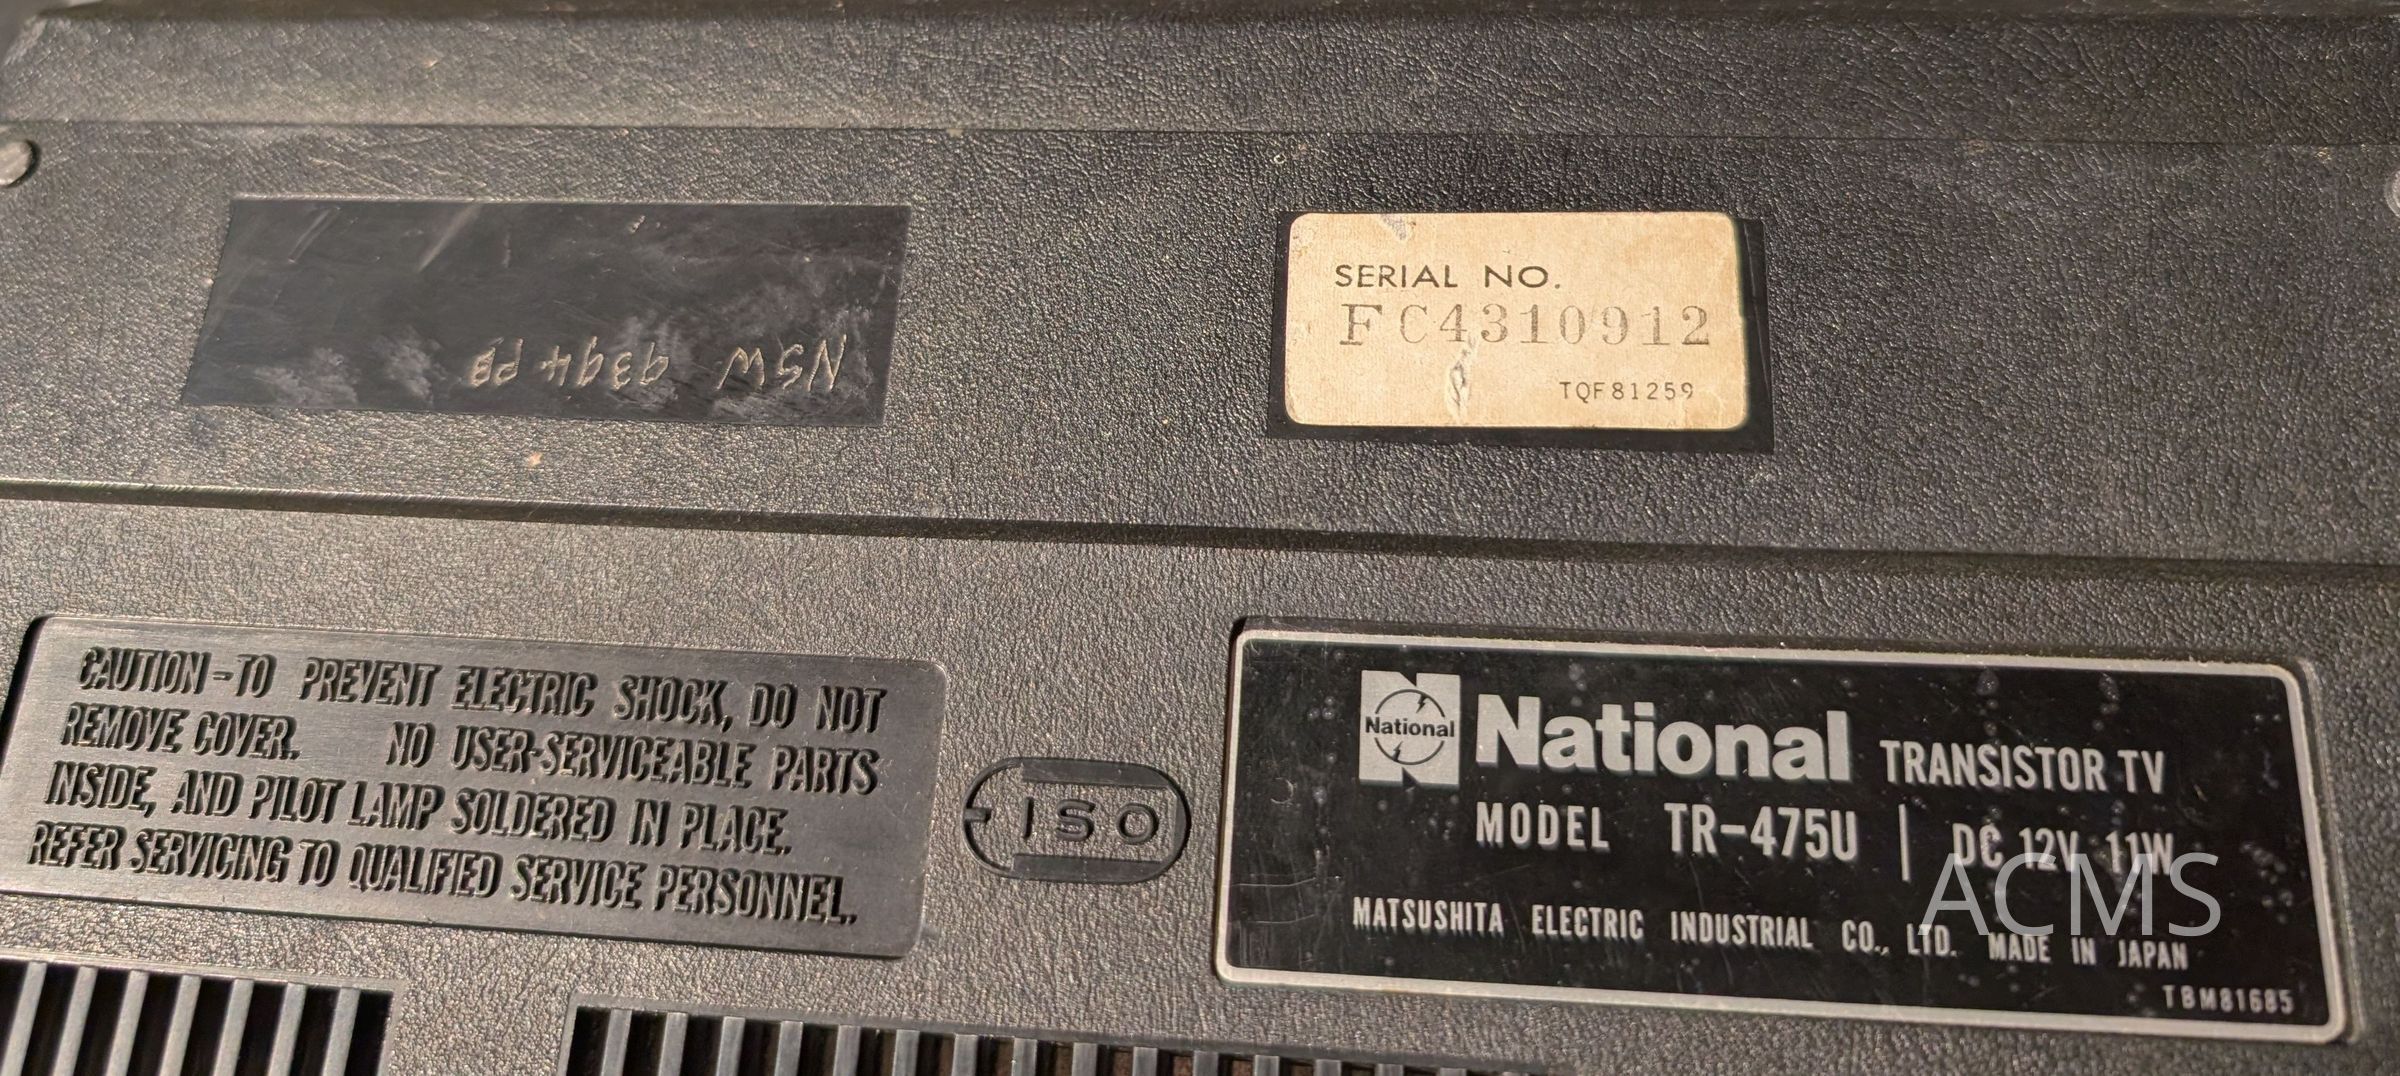 SERIAL NO.
FC4310912
TQF81259
NSW 9394 PB
CAUTION-TO PREVENT ELECTRIC SHOCK, DO NOT
REMOVE COVER. NO USER-SERVICEABLE PARTS
INSIDE, AND PILOT LAMP SOLDERED IN PLACE.
REFER SERVICING TO QUALIFIED SERVICE PERSONNEL.
ISO
National
National TRANSISTOR TV
MODEL TR-475U | DC 12V 11W
MATSUSHITA ELECTRIC INDUSTRIAL CO., LTD. MADE IN JAPAN
TBM81685
ACMS